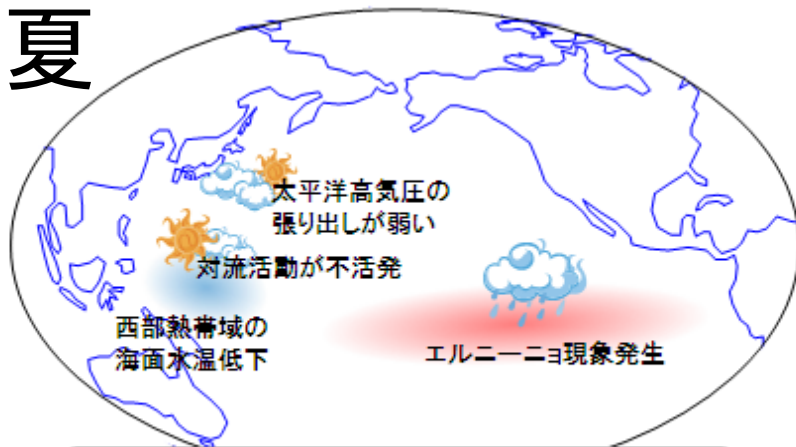 夏
太平洋高気圧の
張り出しが弱い
対流活動が不活発
西部熱帯域の
海面水温低下
エルニーニョ現象発生